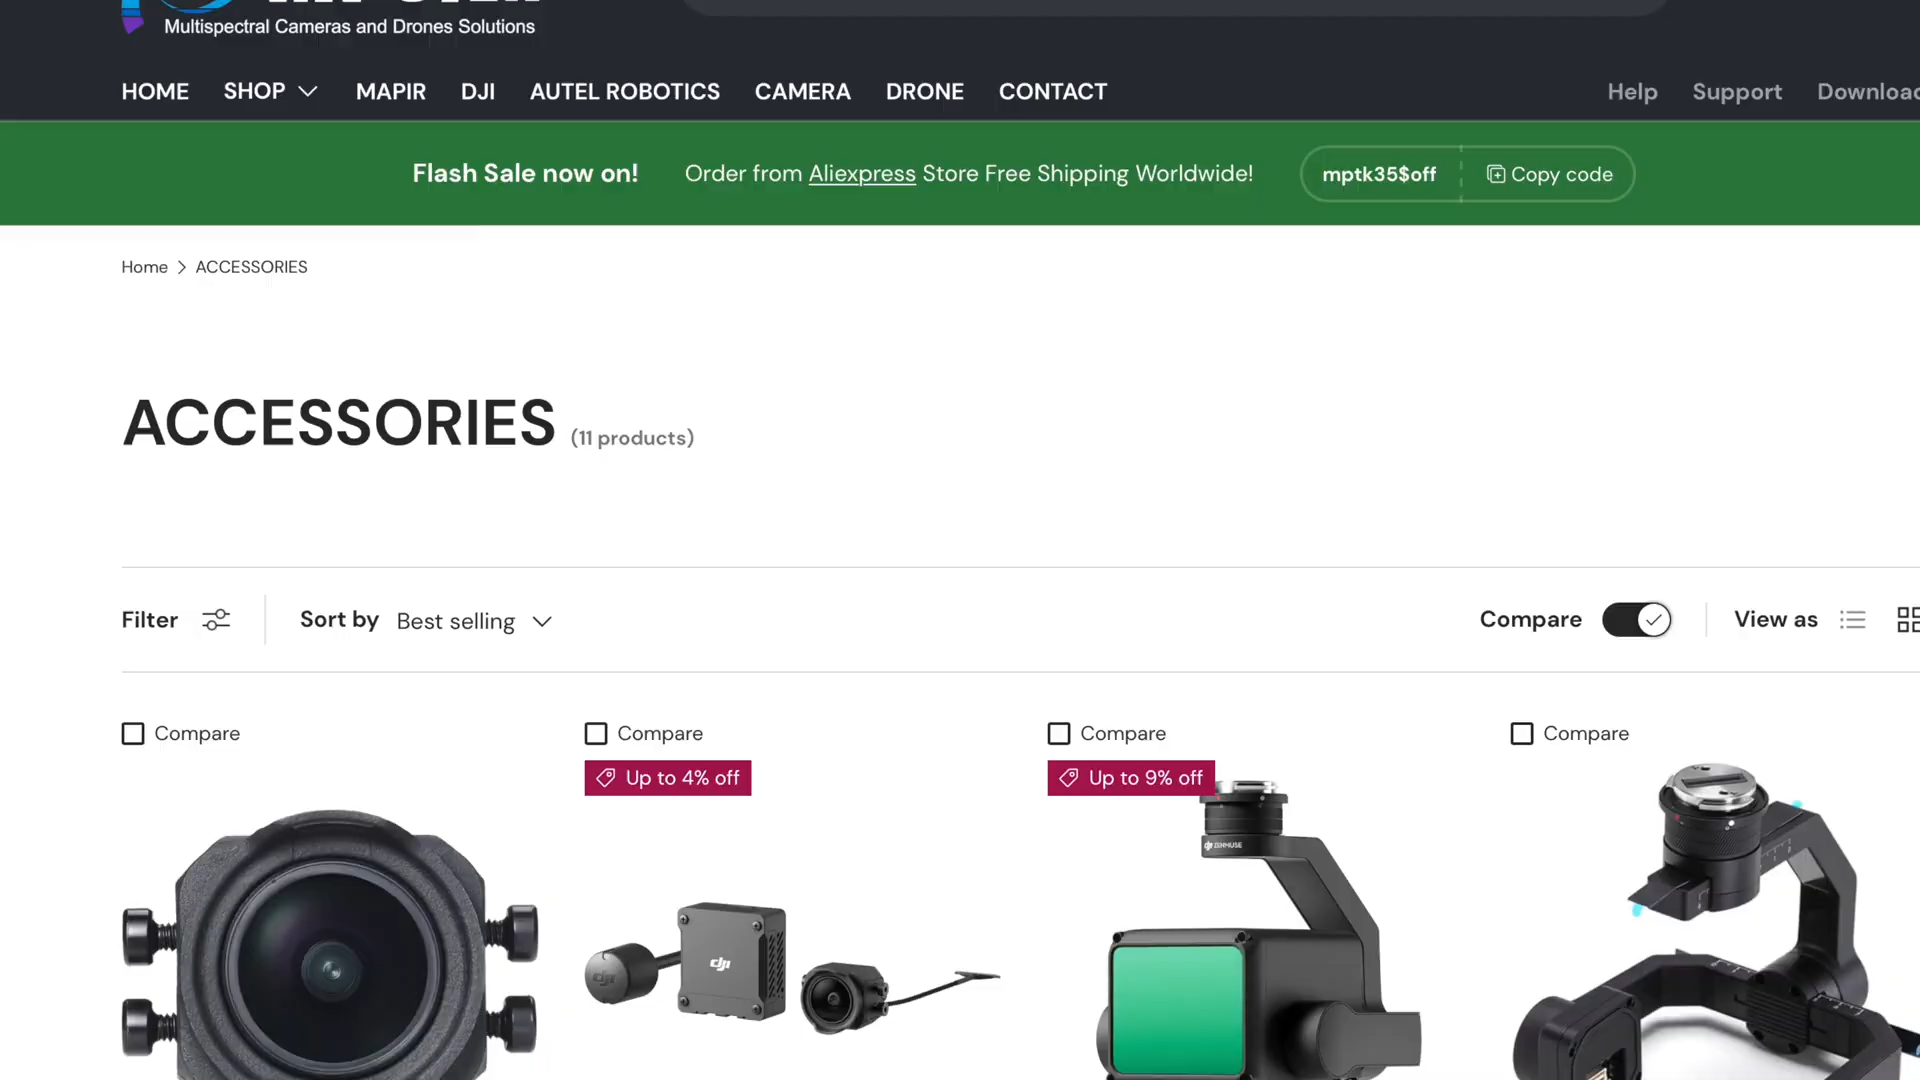 Multispectral Cameras and Drones Solutions
HOME SHOP MAPIR DJI AUTEL ROBOTICS CAMERA DRONE CONTACT Help Support
Flash Sale now on! Order from Aliexpress Store Free Shipping Worldwide! mptk35$off Copy code
Home > ACCESSORIES
ACCESSORIES (11 products)
Filter Sort by Best selling Compare View as
Compare Compare Compare Compare
Up to 4% off Up to 9% off
ZENMUSE
dji